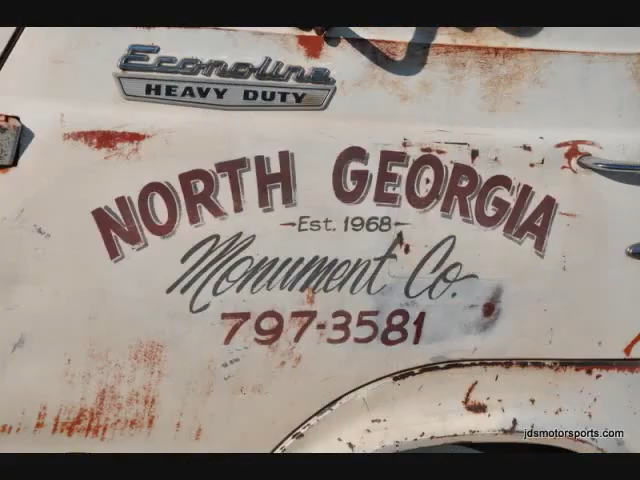 Econoline
HEAVY DUTY
NORTH GEORGIA
Est. 1968
Monument Co.
797-3581
jdsmotorsports.com